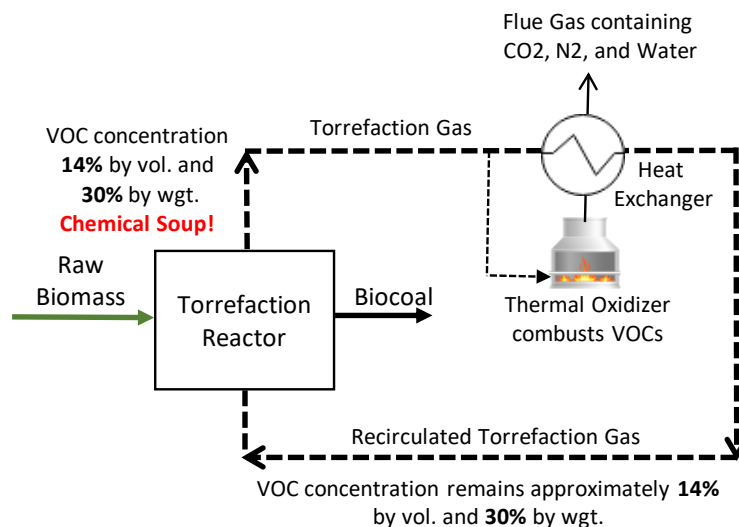 Flue Gas containing
CO2, N2, and Water
VOC concentration
14% by vol. and
30% by wgt.
Chemical Soup!
Torrefaction Gas
Heat
Exchanger
Raw
Biomass
Torrefaction
Reactor
Biocoal
Thermal Oxidizer
combusts VOCs
Recirculated Torrefaction Gas
VOC concentration remains approximately 14%
by vol. and 30% by wgt.